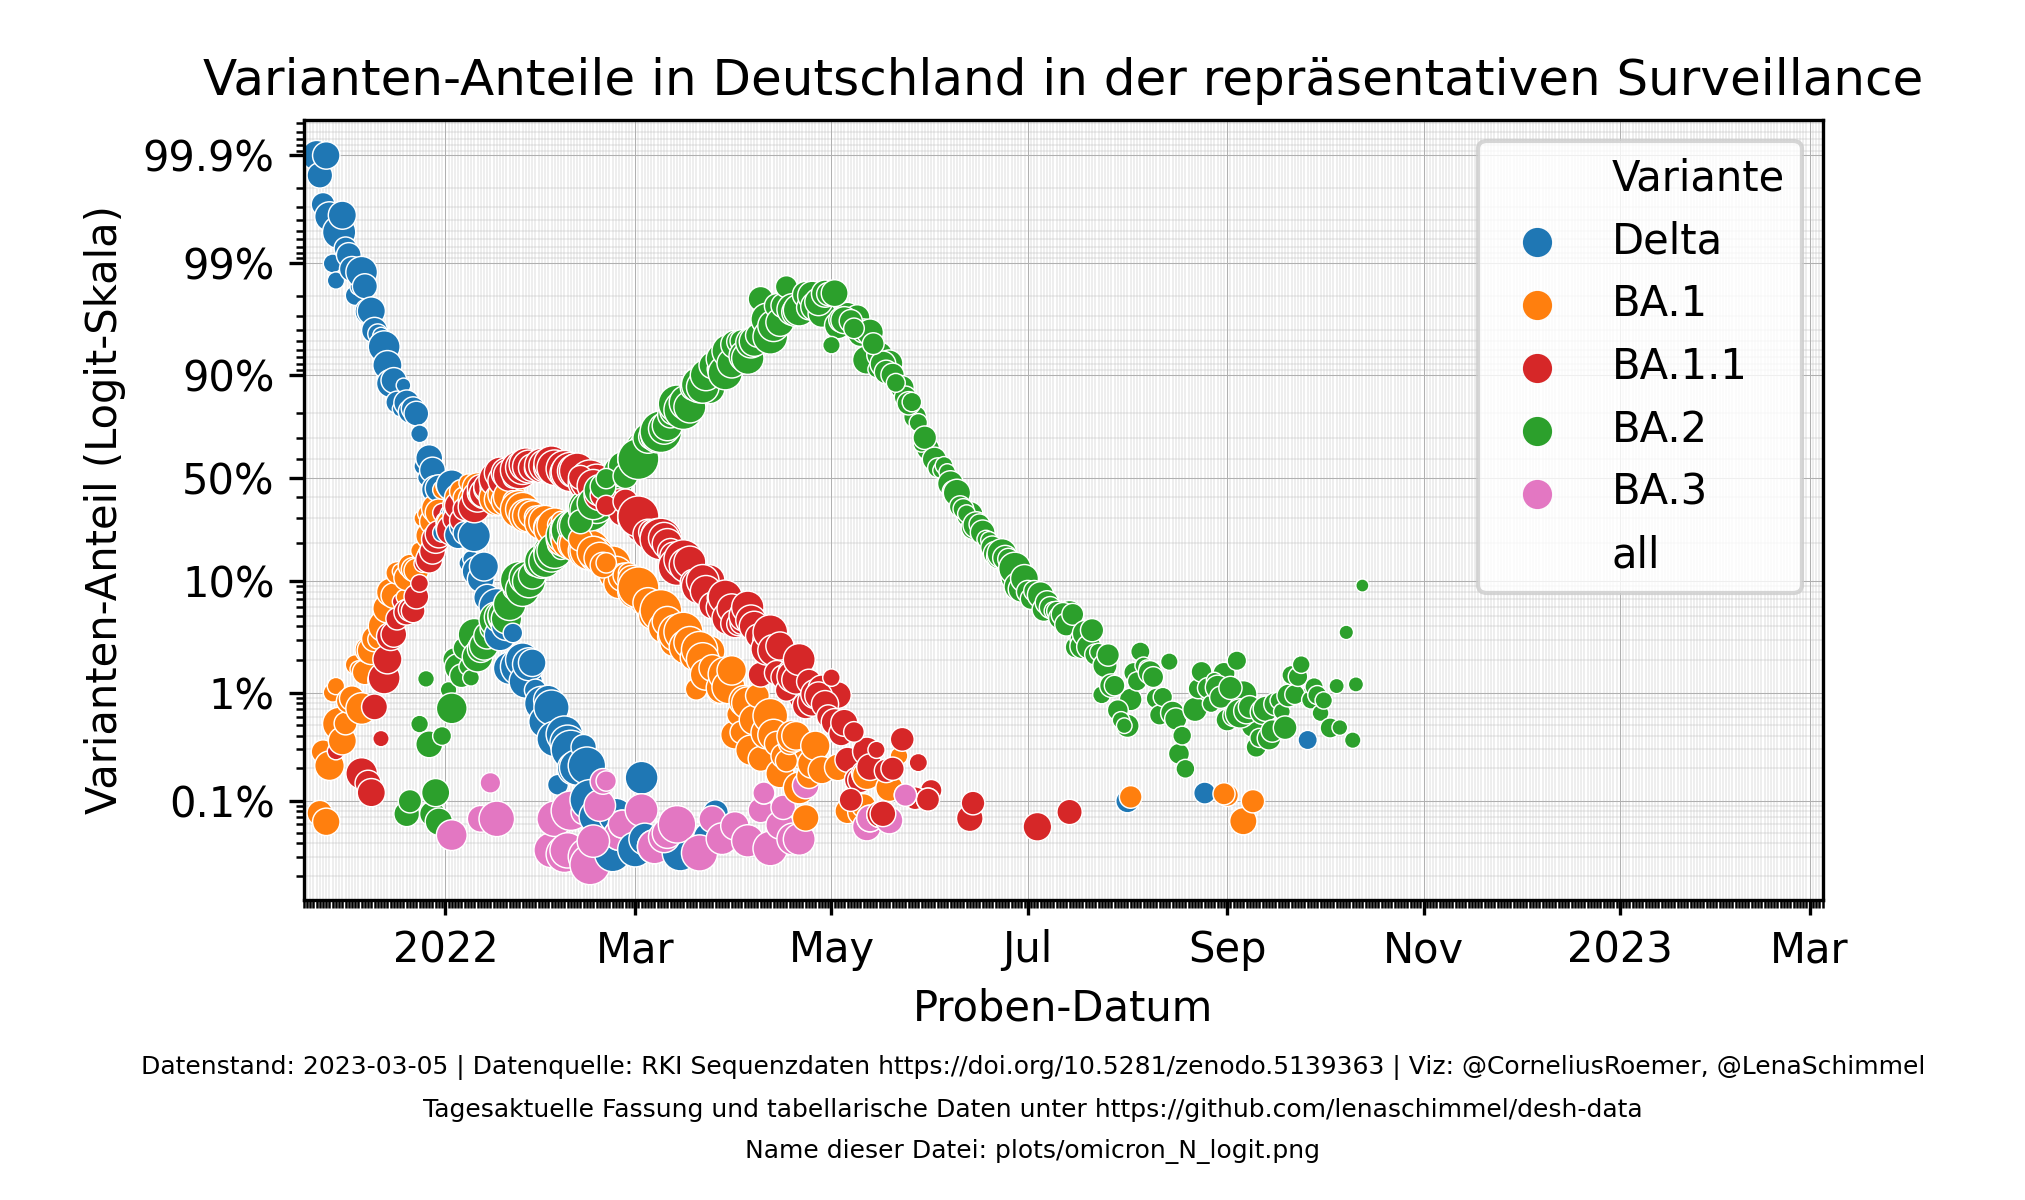 Varianten-Anteile in Deutschland in der repräsentativen Surveillance
Varianten-Anteil (Logit-Skala)
99.9%
99%
90%
50%
10%
1%
0.1%
Variante
Delta
BA.1
BA.1.1
BA.2
BA.3
all
2022 Mar May Jul Sep Nov 2023 Mar
Proben-Datum
Datenstand: 2023-03-05 | Datenquelle: RKI Sequenzdaten https://doi.org/10.5281/zenodo.5139363 | Viz: @CorneliusRoemer, @LenaSchimmel
Tagesaktuelle Fassung und tabellarische Daten unter https://github.com/lenaschimmel/desh-data
Name dieser Datei: plots/omicron_N_logit.png